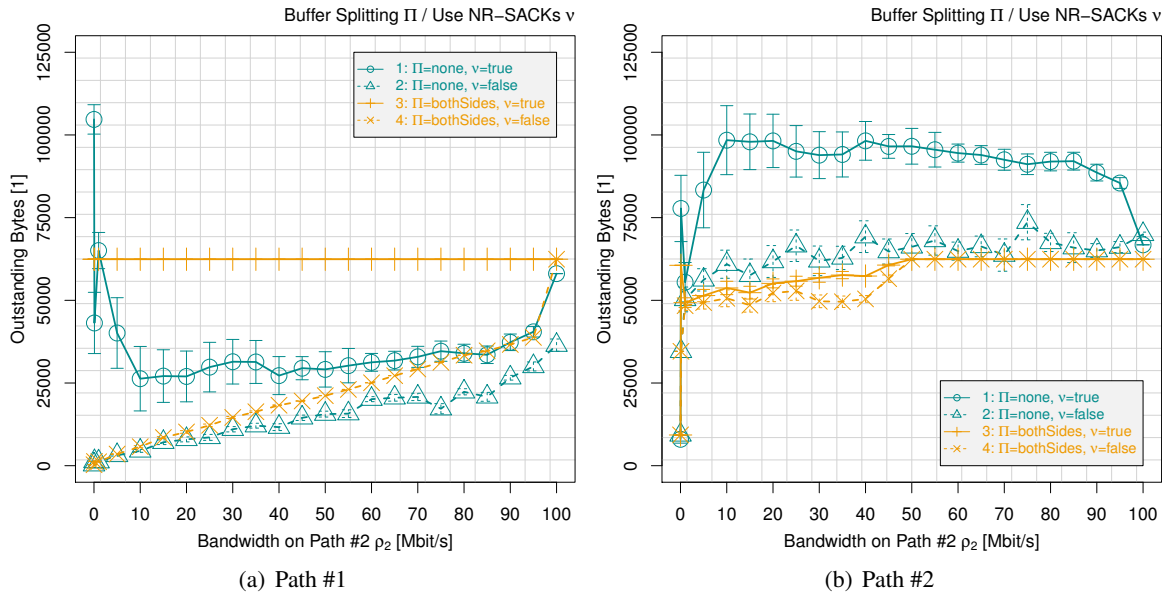 Buffer Splitting Π / Use NR−SACKs ν
125000
100000
75000
50000
25000
0
Outstanding Bytes [1]
1: Π=none, ν=true
2: Π=none, ν=false
3: Π=bothSides, ν=true
4: Π=bothSides, ν=false
0 10 20 30 40 50 60 70 80 90 100
Bandwidth on Path #2 ρ2 [Mbit/s]
(a) Path #1
Buffer Splitting Π / Use NR−SACKs ν
125000
100000
75000
50000
25000
0
Outstanding Bytes [1]
1: Π=none, ν=true
2: Π=none, ν=false
3: Π=bothSides, ν=true
4: Π=bothSides, ν=false
0 10 20 30 40 50 60 70 80 90 100
Bandwidth on Path #2 ρ2 [Mbit/s]
(b) Path #2